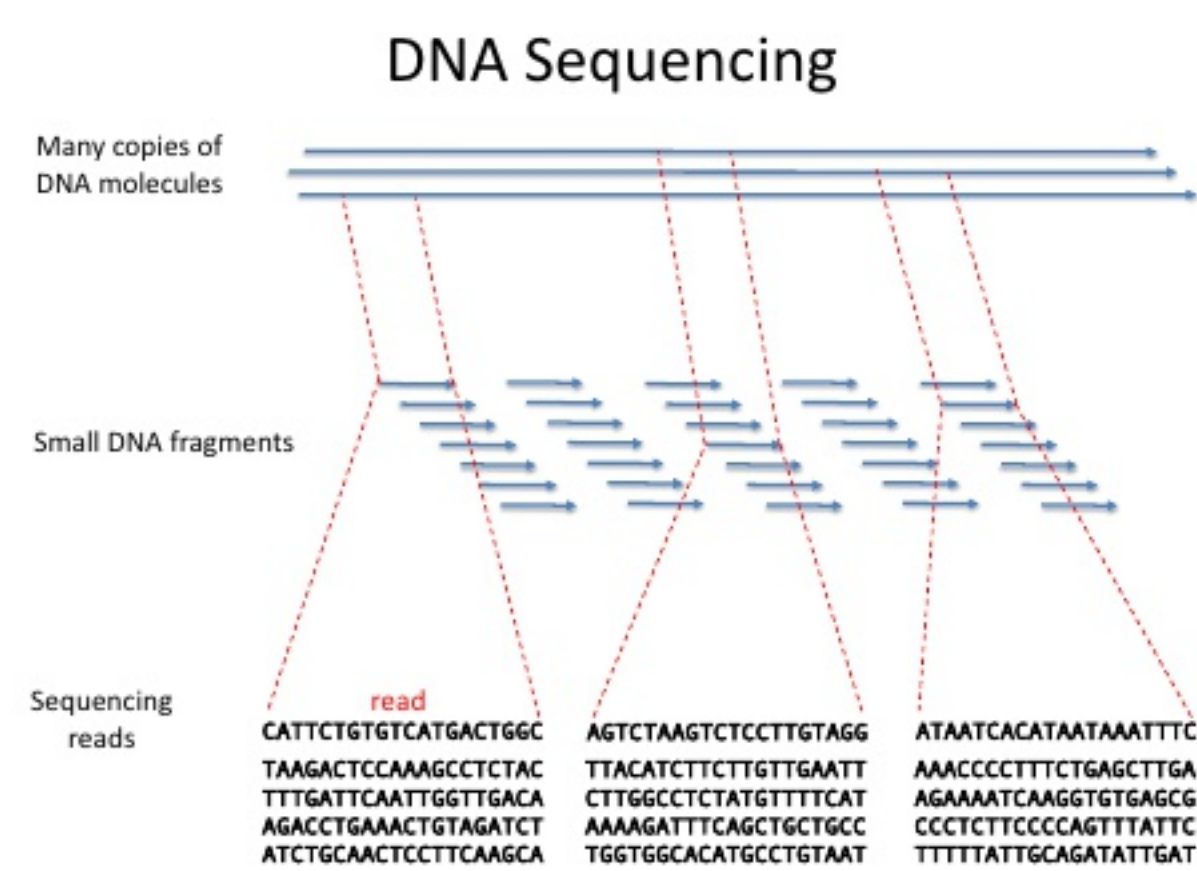 DNA Sequencing
Many copies of
DNA molecules
Small DNA fragments
Sequencing
reads
read
CATTCTGTGTCATGACTGGC AGTCTAAGTCTCCTTGTAGG ATAATCACATAATAAATTTC
TAAGACTCCAAAGCCTCTAC TTACATCTTCTTGTTGAATT AAACCCCTTTCTGAGCTTGA
TTTGATTCAATTGGTTGACA CTTGGCCTCTATGTTTTCAT AGAAAATCAAGGTGTGAGCG
AGACCTGAAACTGTAGATCT AAAAGATTTCAGCTGCTGCC CCCTCTTCCCCAGTTTATTC
ATCTGCAACTCCTTCAAGCA TGGTGGCACATGCCTGTAAT TTTTTATTGCAGATATTGAT